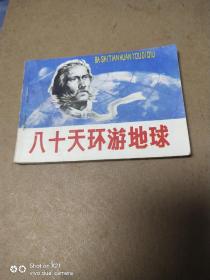 BA SHI TIAN HUAN YOU DI QIU
八十天环游地球
SHOT ON X21
vivo dual camera